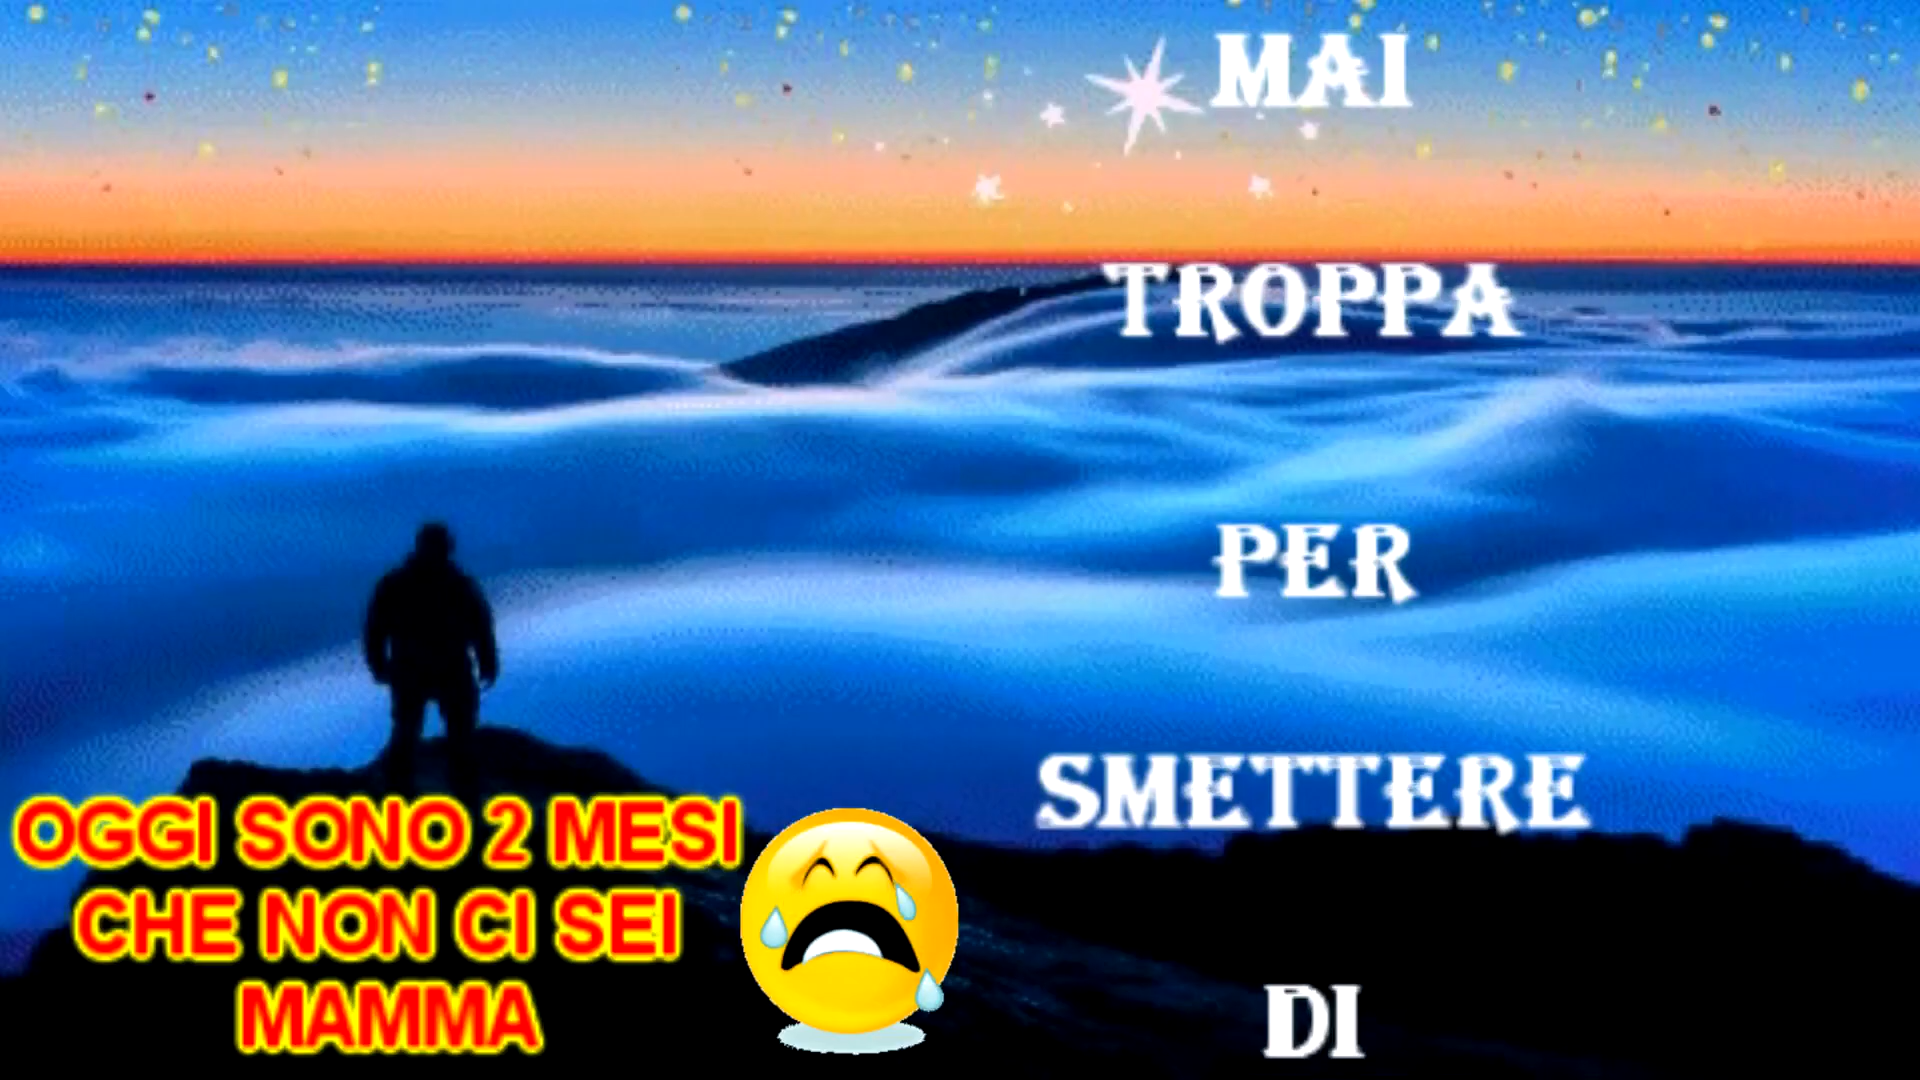 MAI
TROPPA
PER
SMETTERE
DI
OGGI SONO 2 MESI
CHE NON CI SEI
MAMMA